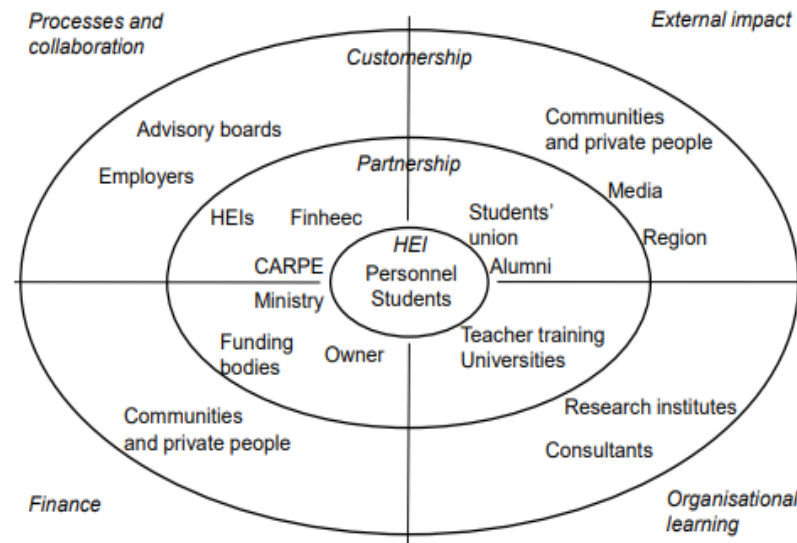 Processes and
collaboration
External impact
Customership
Communities
and private people
Advisory boards
Partnership
Employers
Media
HEIs
Finheec
Students'
union
Region
HEI
CARPE
Personnel
Alumni
Ministry
Students
Funding
bodies
Owner
Teacher training
Universities
Communities
and private people
Research institutes
Consultants
Finance
Organisational
learning